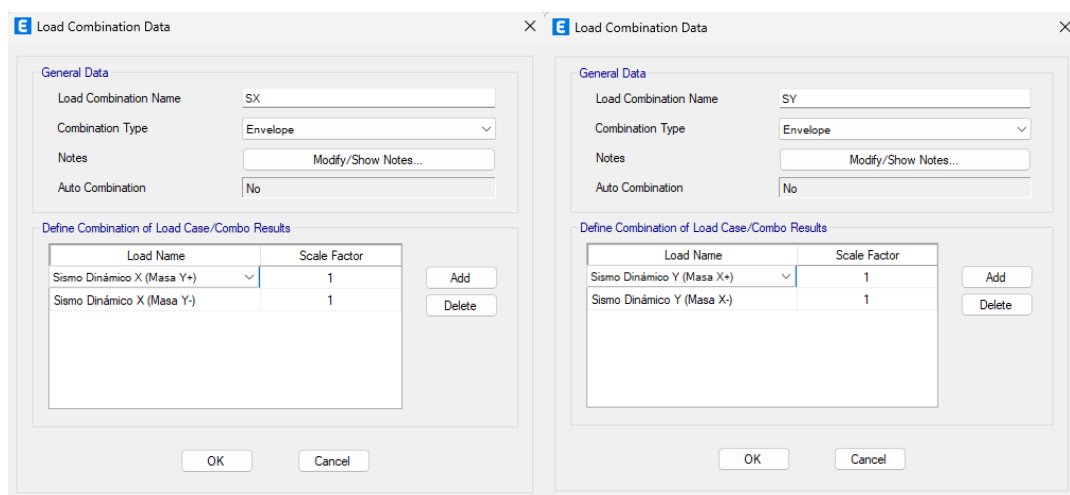 E Load Combination Data
General Data
Load Combination Name SX
Combination Type Envelope
Notes Modify/Show Notes...
Auto Combination No
Define Combination of Load Case/Combo Results
Load Name Scale Factor
Sismo Dinámico X (Masa Y+) 1 Add
Sismo Dinámico X (Masa Y-) 1 Delete
OK Cancel
E Load Combination Data
General Data
Load Combination Name SY
Combination Type Envelope
Notes Modify/Show Notes...
Auto Combination No
Define Combination of Load Case/Combo Results
Load Name Scale Factor
Sismo Dinámico Y (Masa X+) 1 Add
Sismo Dinámico Y (Masa X-) 1 Delete
OK Cancel